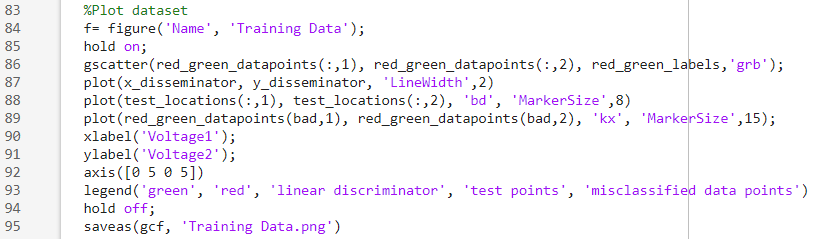 83 %Plot dataset
84 f= figure('Name', 'Training Data');
85 hold on;
86 gscatter(red_green_datapoints(:,1), red_green_datapoints(:,2), red_green_labels,'grb');
87 plot(x_disseminator, y_disseminator, 'LineWidth',2)
88 plot(test_locations(:,1), test_locations(:,2), 'bd', 'MarkerSize',8)
89 plot(red_green_datapoints(bad,1), red_green_datapoints(bad,2), 'kx', 'MarkerSize',15);
90 xlabel('Voltage1');
91 ylabel('Voltage2');
92 axis([0 5 0 5])
93 legend('green', 'red', 'linear discriminator', 'test points', 'misclassified data points')
94 hold off;
95 saveas(gcf, 'Training Data.png')